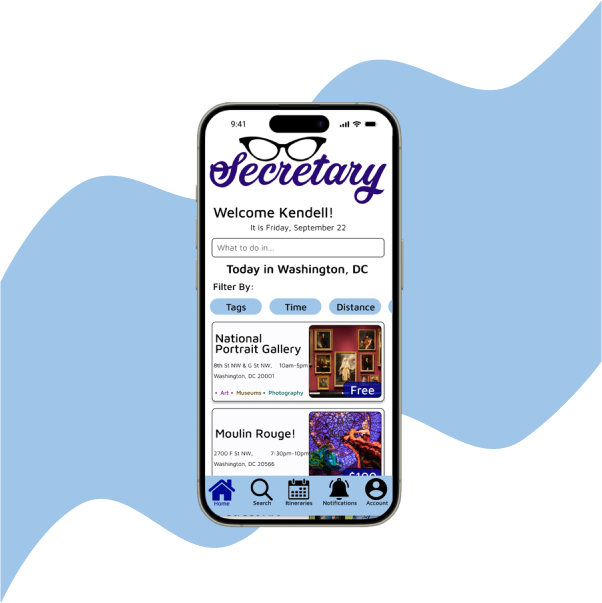 9:41
Secretary
Welcome Kendell!
It is Friday, September 22
What to do in...
Today in Washington, DC
Filter By:
Tags Time Distance
National
Portrait Gallery
8th St NW & G St NW, 10am-5pm
Washington, DC 20001
• Art • Museums • Photography
Free
Moulin Rouge!
2700 F St NW, 7:30pm-10pm
Washington, DC 20566
Home Search Itineraries Notifications Account